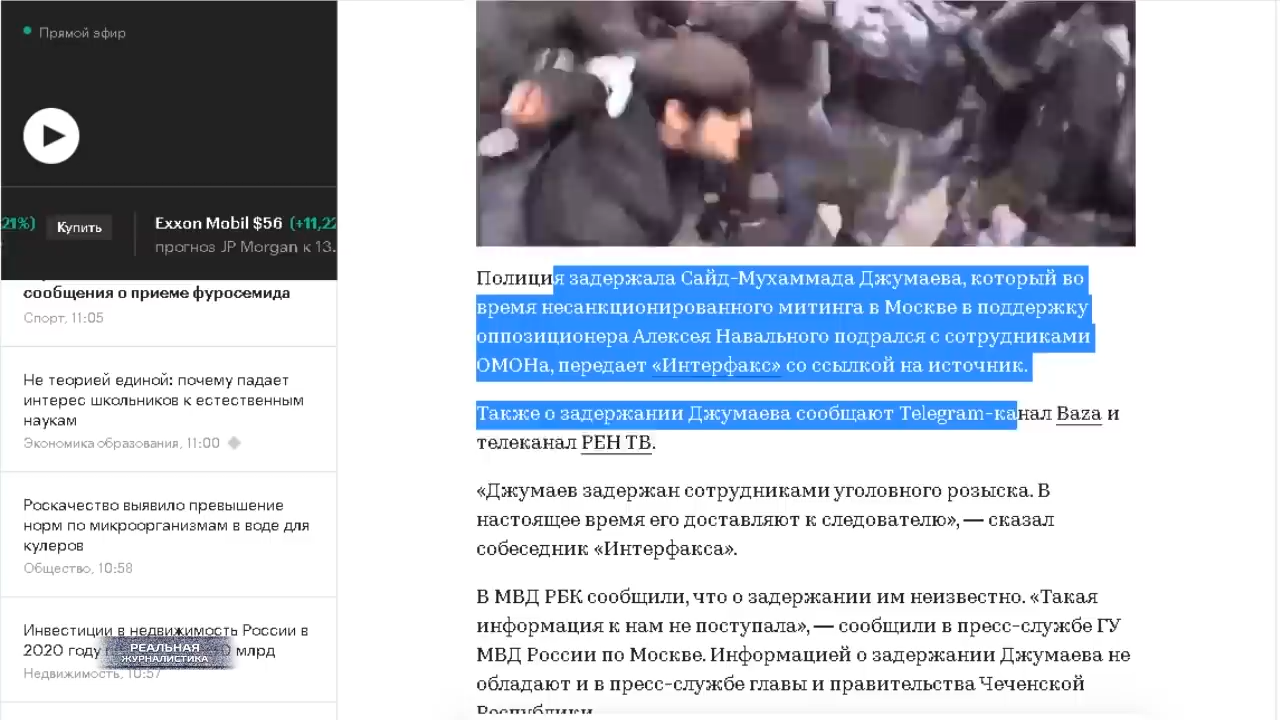 Прямой эфир
21%) Купить Exxon Mobil $56 (+11,22
прогноз JP Morgan к 13.
сообщения о приеме фуросемида
Спорт, 11:05
Не теорией единой: почему падает
интерес школьников к естественным
наукам
Экономика образования, 11:00
Роскачество выявило превышение
норм по микроорганизмам в воде для
кулеров
Общество, 10:58
Инвестиции в недвижимость России в
2020 году млрд
Недвижимость, 10:57
РЕАЛЬНАЯ
ЖУРНАЛИСТИКА
Полиция задержала Сайд-Мухаммада Джумаева, который во
время несанкционированного митинга в Москве в поддержку
оппозиционера Алексея Навального подрался с сотрудниками
ОМОНа, передает «Интерфакс» со ссылкой на источник.
Также о задержании Джумаева сообщают Telegram-канал Baza и
телеканал РЕН ТВ.
«Джумаев задержан сотрудниками уголовного розыска. В
настоящее время его доставляют к следователю», — сказал
собеседник «Интерфакса».
В МВД РБК сообщили, что о задержании им неизвестно. «Такая
информация к нам не поступала», — сообщили в пресс-службе ГУ
МВД России по Москве. Информацией о задержании Джумаева не
обладают и в пресс-службе главы и правительства Чеченской
Республики.